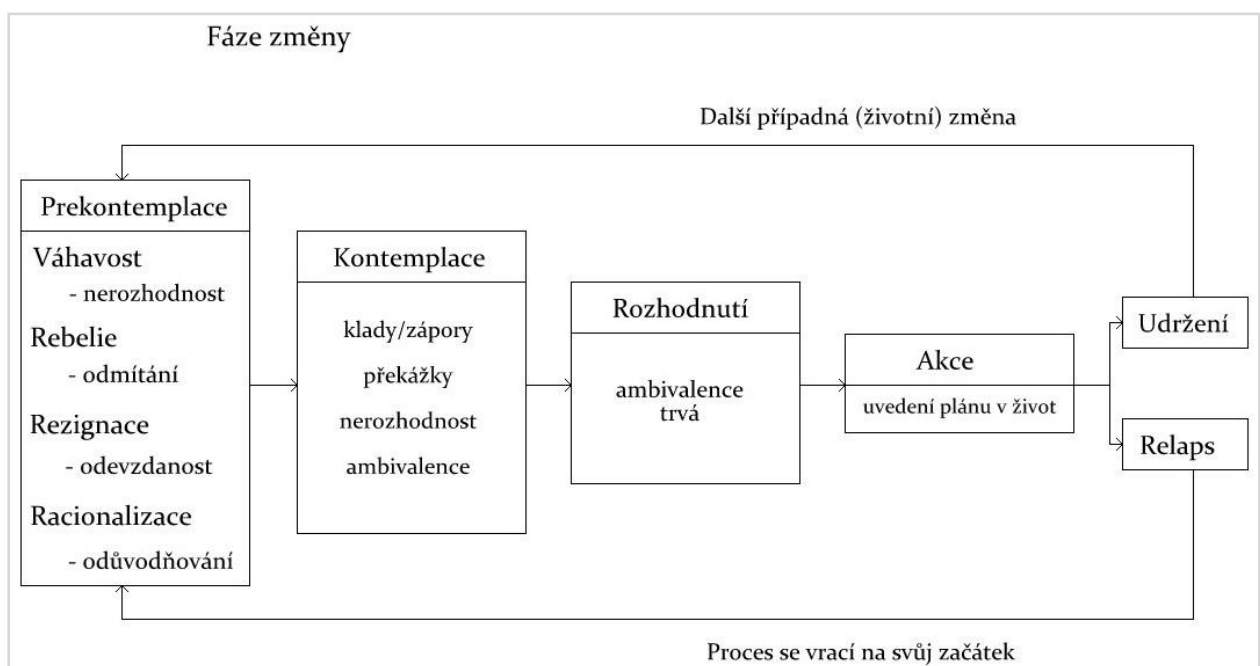 Fáze změny
Další případná (životní) změna
Prekontemplace
Váhavost
- nerozhodnost
Rebelie
- odmítání
Rezignace
- odevzdanost
Racionalizace
- odůvodňování
Kontemplace
klady/zápory
překážky
nerozhodnost
ambivalence
Rozhodnutí
ambivalence
trvá
Akce
uvedení plánu v život
Udržení
Relaps
Proces se vrací na svůj začátek